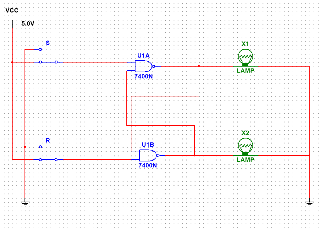 VCC
5.0V
S
U1A
7400N
X1
LAMP
R
U1B
7400N
X2
LAMP